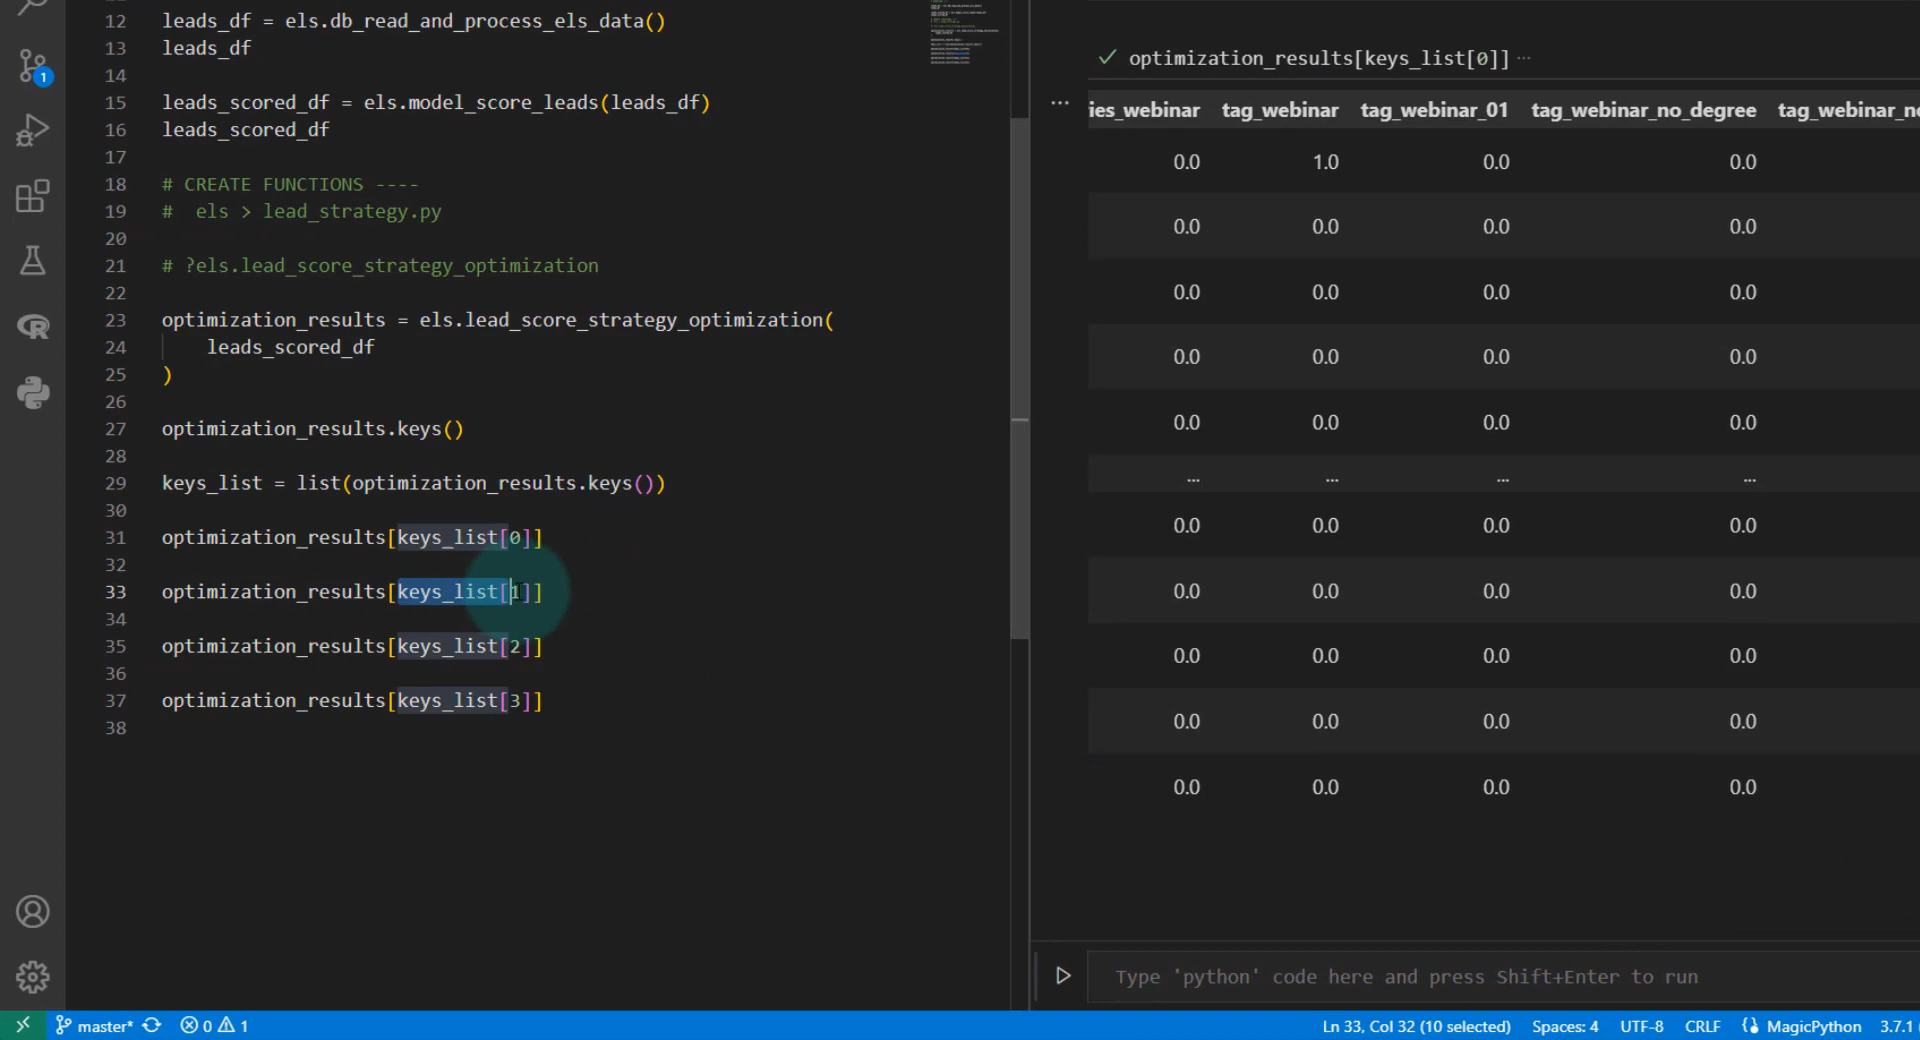 12 leads_df = els.db_read_and_process_els_data()
13 leads_df
14
15 leads_scored_df = els.model_score_leads(leads_df)
16 leads_scored_df
17
18 # CREATE FUNCTIONS ----
19 #  els > lead_strategy.py
20
21 # ?els.lead_score_strategy_optimization
22
23 optimization_results = els.lead_score_strategy_optimization(
24     leads_scored_df
25 )
26
27 optimization_results.keys()
28
29 keys_list = list(optimization_results.keys())
30
31 optimization_results[keys_list[0]]
32
33 optimization_results[keys_list[1]]
34
35 optimization_results[keys_list[2]]
36
37 optimization_results[keys_list[3]]
38
1
✓ optimization_results[keys_list[0]] ...
... ies_webinar tag_webinar tag_webinar_01 tag_webinar_no_degree tag_webinar_no
0.0 1.0 0.0 0.0
0.0 0.0 0.0 0.0
0.0 0.0 0.0 0.0
0.0 0.0 0.0 0.0
0.0 0.0 0.0 0.0
... ... ... ...
0.0 0.0 0.0 0.0
0.0 0.0 0.0 0.0
0.0 0.0 0.0 0.0
0.0 0.0 0.0 0.0
0.0 0.0 0.0 0.0
Type 'python' code here and press Shift+Enter to run
master* 0 1 Ln 33, Col 32 (10 selected) Spaces: 4 UTF-8 CRLF MagicPython 3.7.1